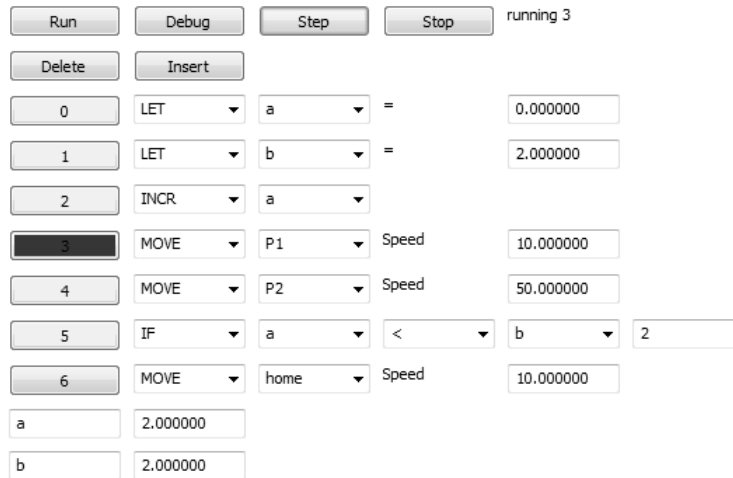 Run Debug Step Stop running 3
Delete Insert
0 LET a = 0.000000
1 LET b = 2.000000
2 INCR a
3 MOVE P1 Speed 10.000000
4 MOVE P2 Speed 50.000000
5 IF a < b 2
6 MOVE home Speed 10.000000
a 2.000000
b 2.000000